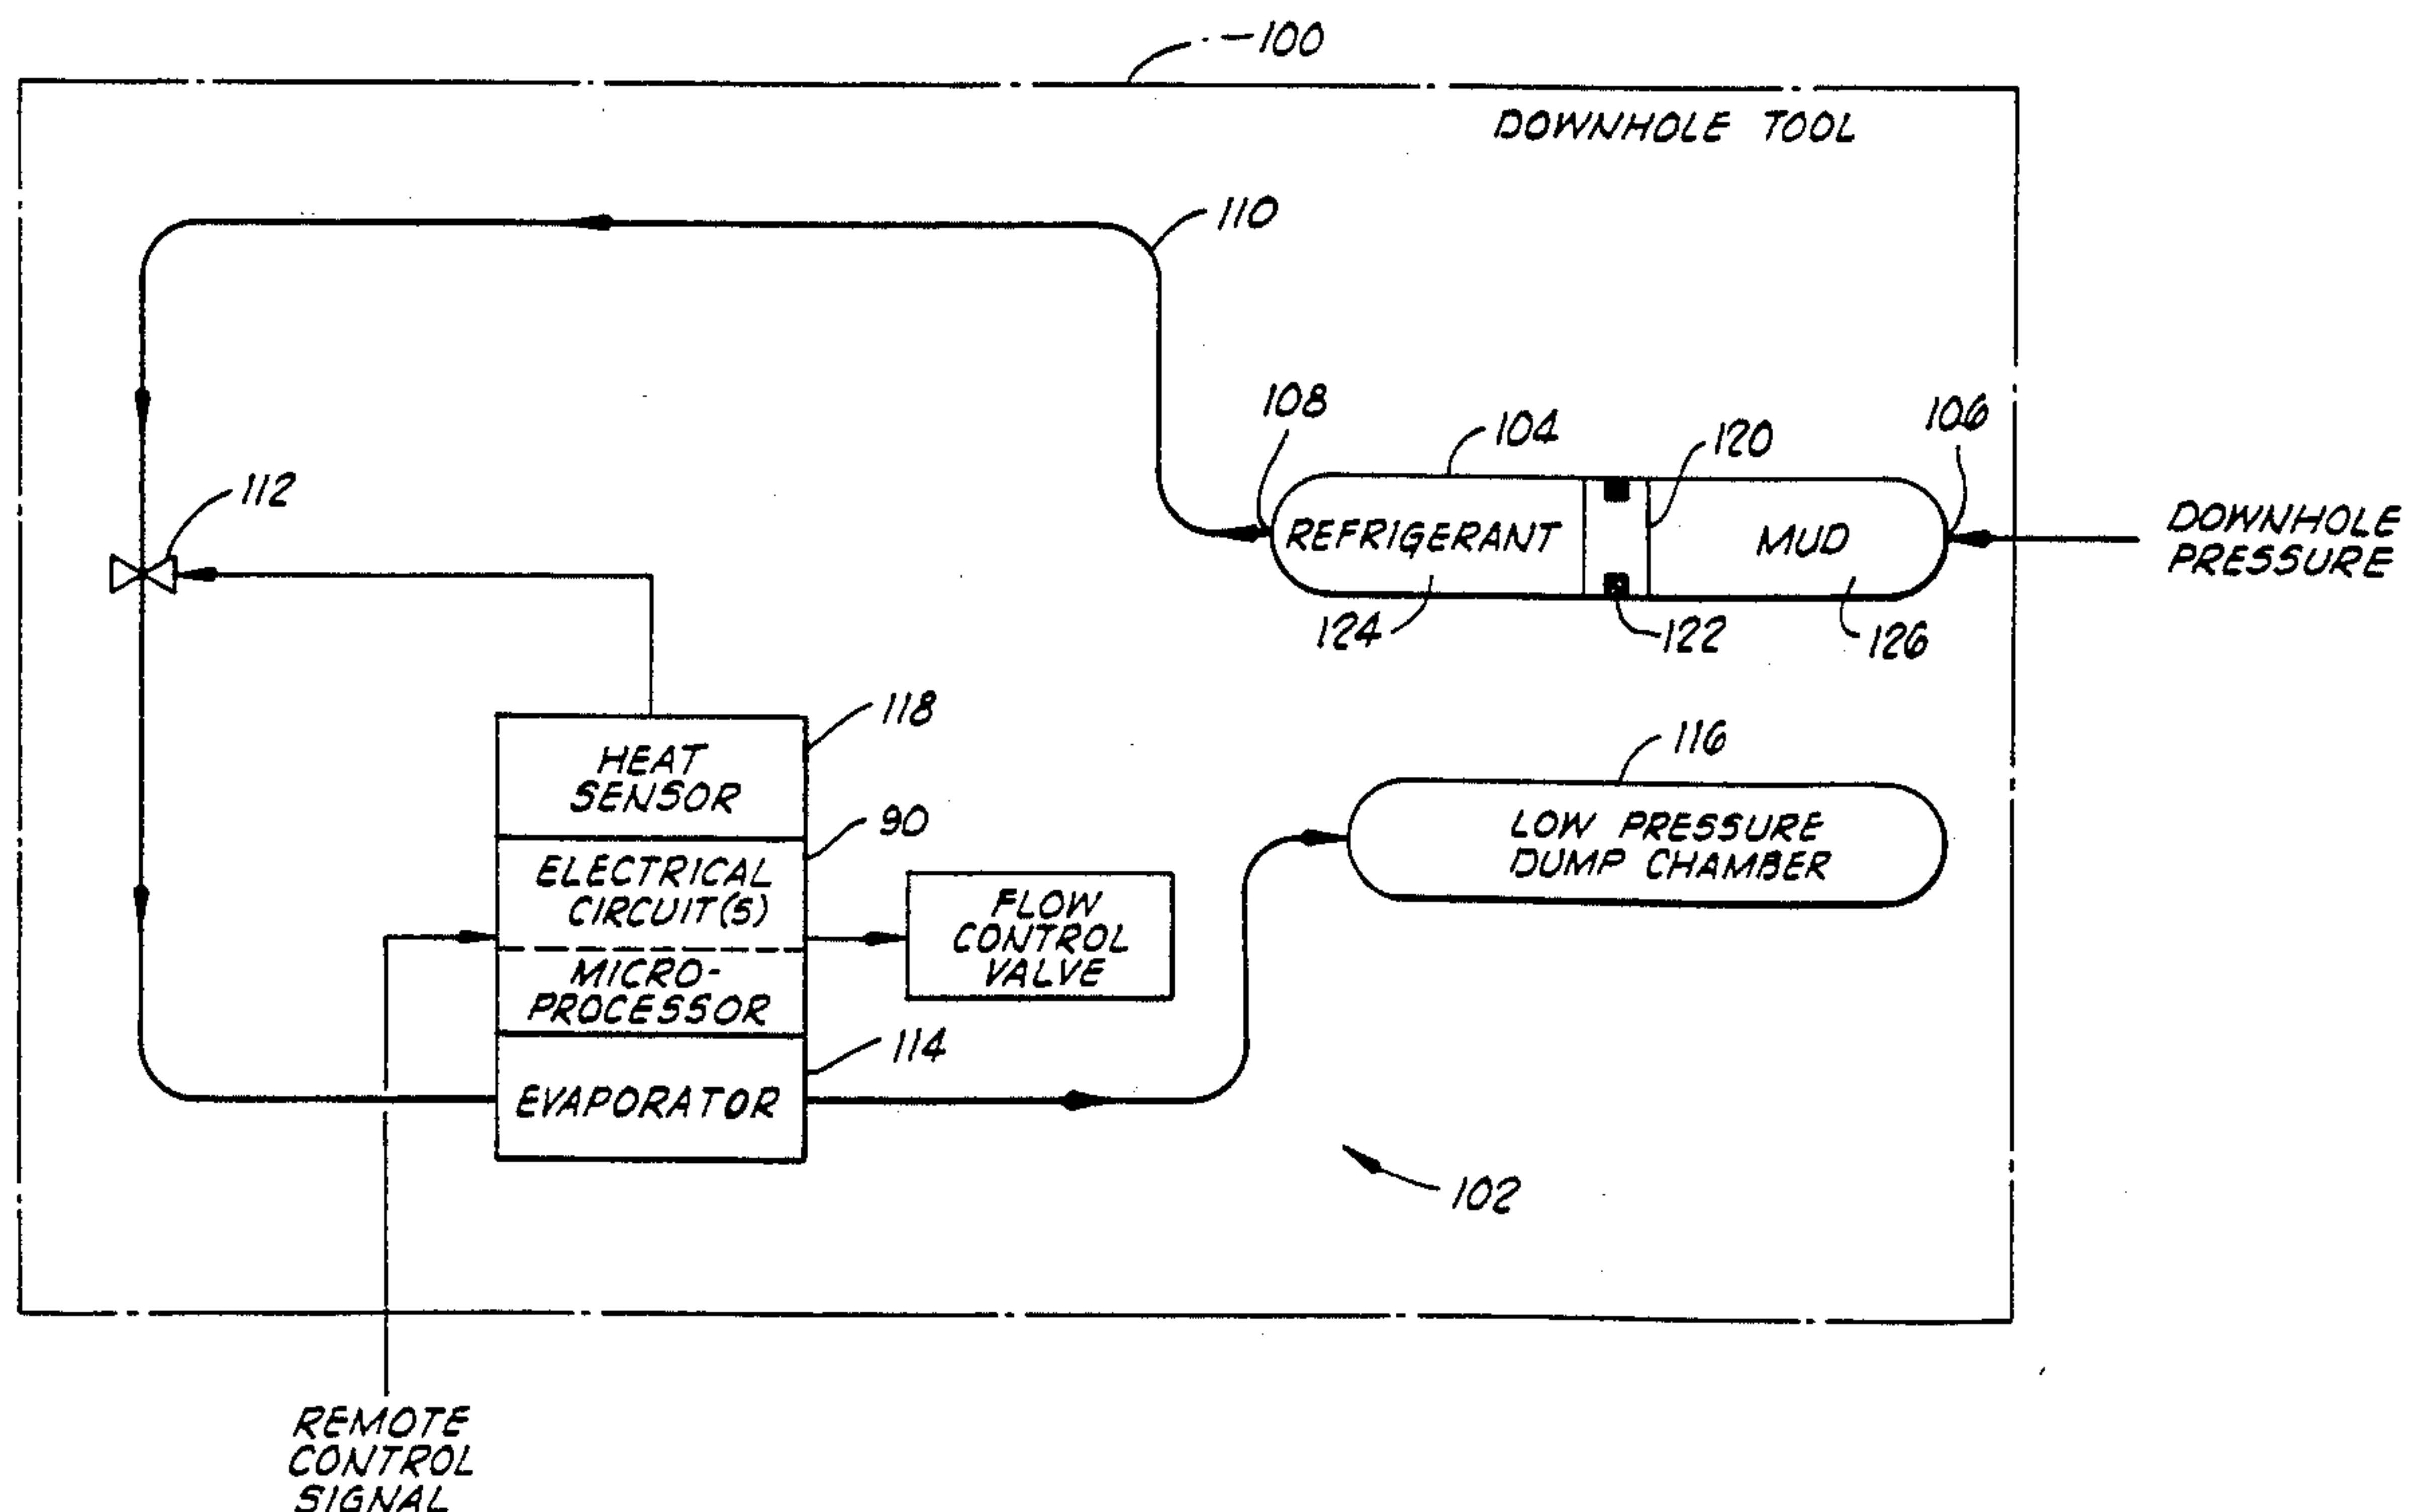 100
DOWNHOLE TOOL
110
108
104
120
106
112
REFRIGERANT
MUD
DOWNHOLE
PRESSURE
124
122
126
118
116
HEAT
SENSOR
90
LOW PRESSURE
DUMP CHAMBER
ELECTRICAL
CIRCUIT(S)
FLOW
CONTROL
VALVE
MICRO-
PROCESSOR
114
EVAPORATOR
102
REMOTE
CONTROL
SIGNAL